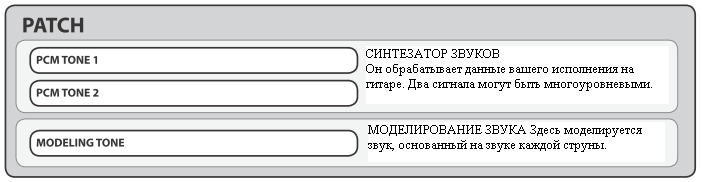 PATCH
PCM TONE 1
СИНТЕЗАТОР ЗВУКОВ
Он обрабатывает данные вашего исполнения на
гитаре. Два сигнала могут быть многоуровневыми.
PCM TONE 2
MODELING TONE
МОДЕЛИРОВАНИЕ ЗВУКА Здесь моделируется
звук, основанный на звуке каждой струны.